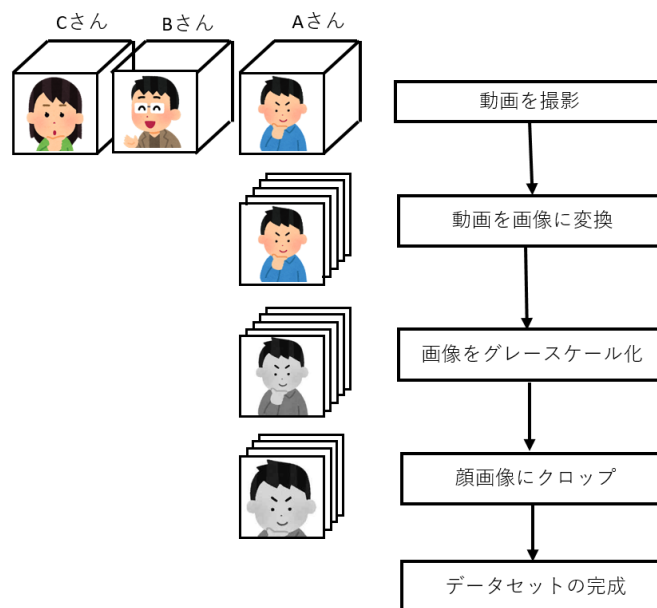 Cさん
Bさん
Aさん
動画を撮影
動画を画像に変換
画像をグレースケール化
顔画像にクロップ
データセットの完成